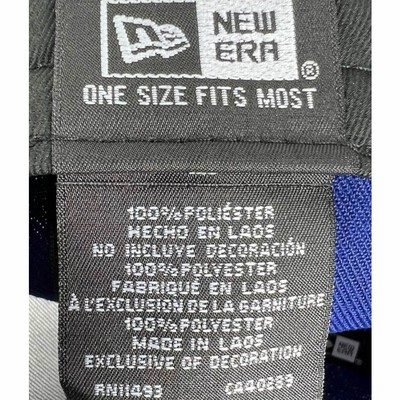 NEW
ERA®
ONE SIZE FITS MOST
100% POLIÉSTER
HECHO EN LAOS
NO INCLUYE DECORACIÓN
100% POLYESTER
FABRIQUÉ EN LAOS
À L'EXCLUSION DE LA GARNITURE
100% POLYESTER
MADE IN LAOS
EXCLUSIVE OF DECORATION
RN11493 CA40289